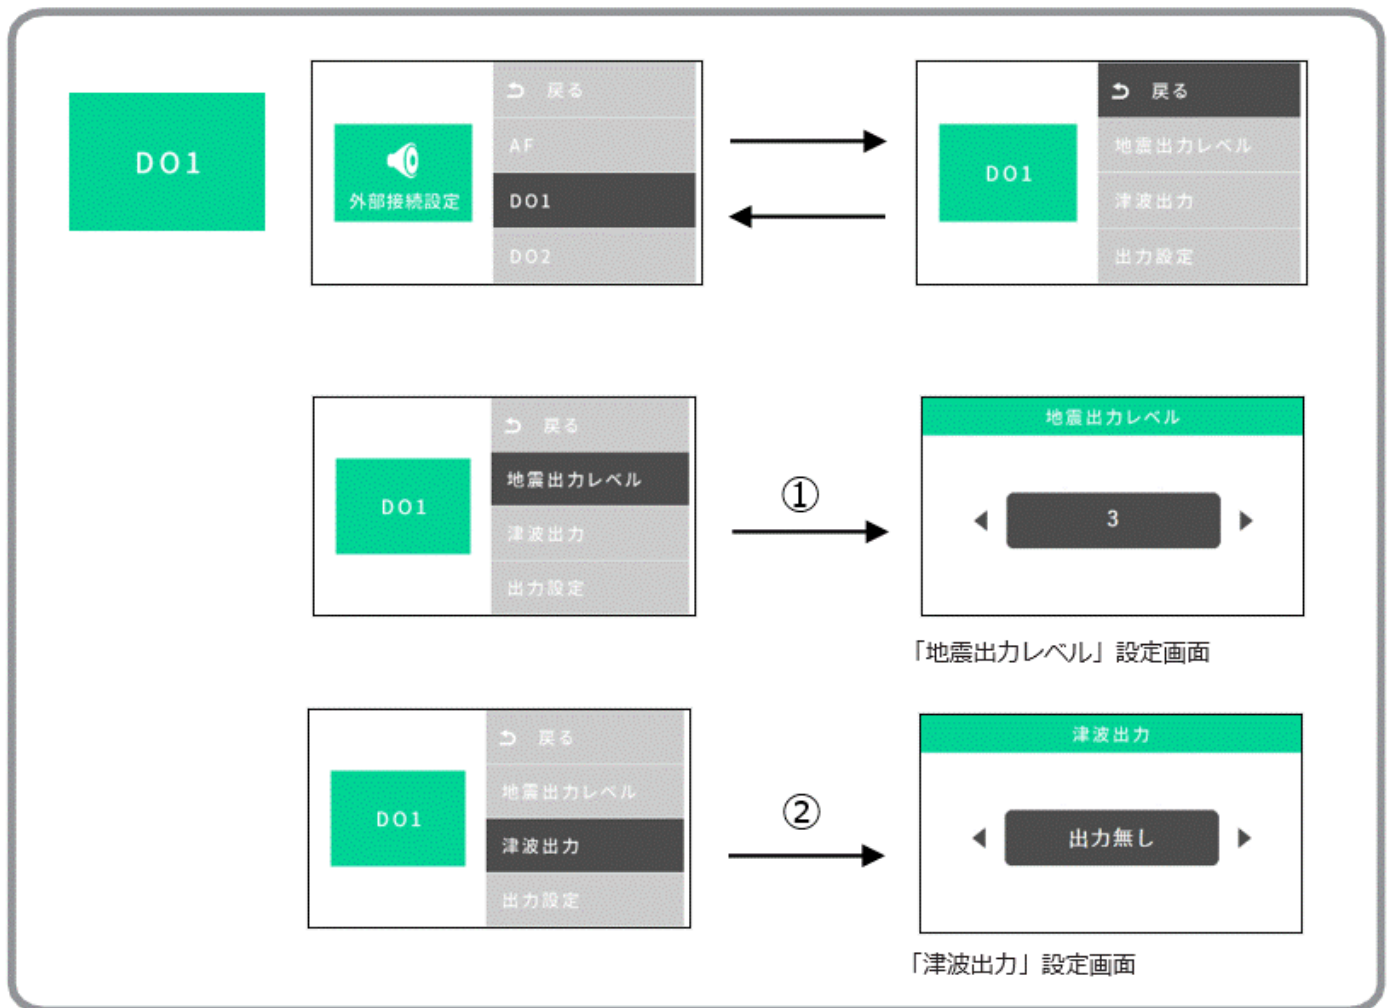 DO1
外部接続設定
戻る
AF
DO1
DO2
DO1
戻る
地震出力レベル
津波出力
出力設定
DO1
戻る
地震出力レベル
津波出力
出力設定
①
地震出力レベル
3
「地震出力レベル」設定画面
DO1
戻る
地震出力レベル
津波出力
出力設定
②
津波出力
出力無し
「津波出力」設定画面